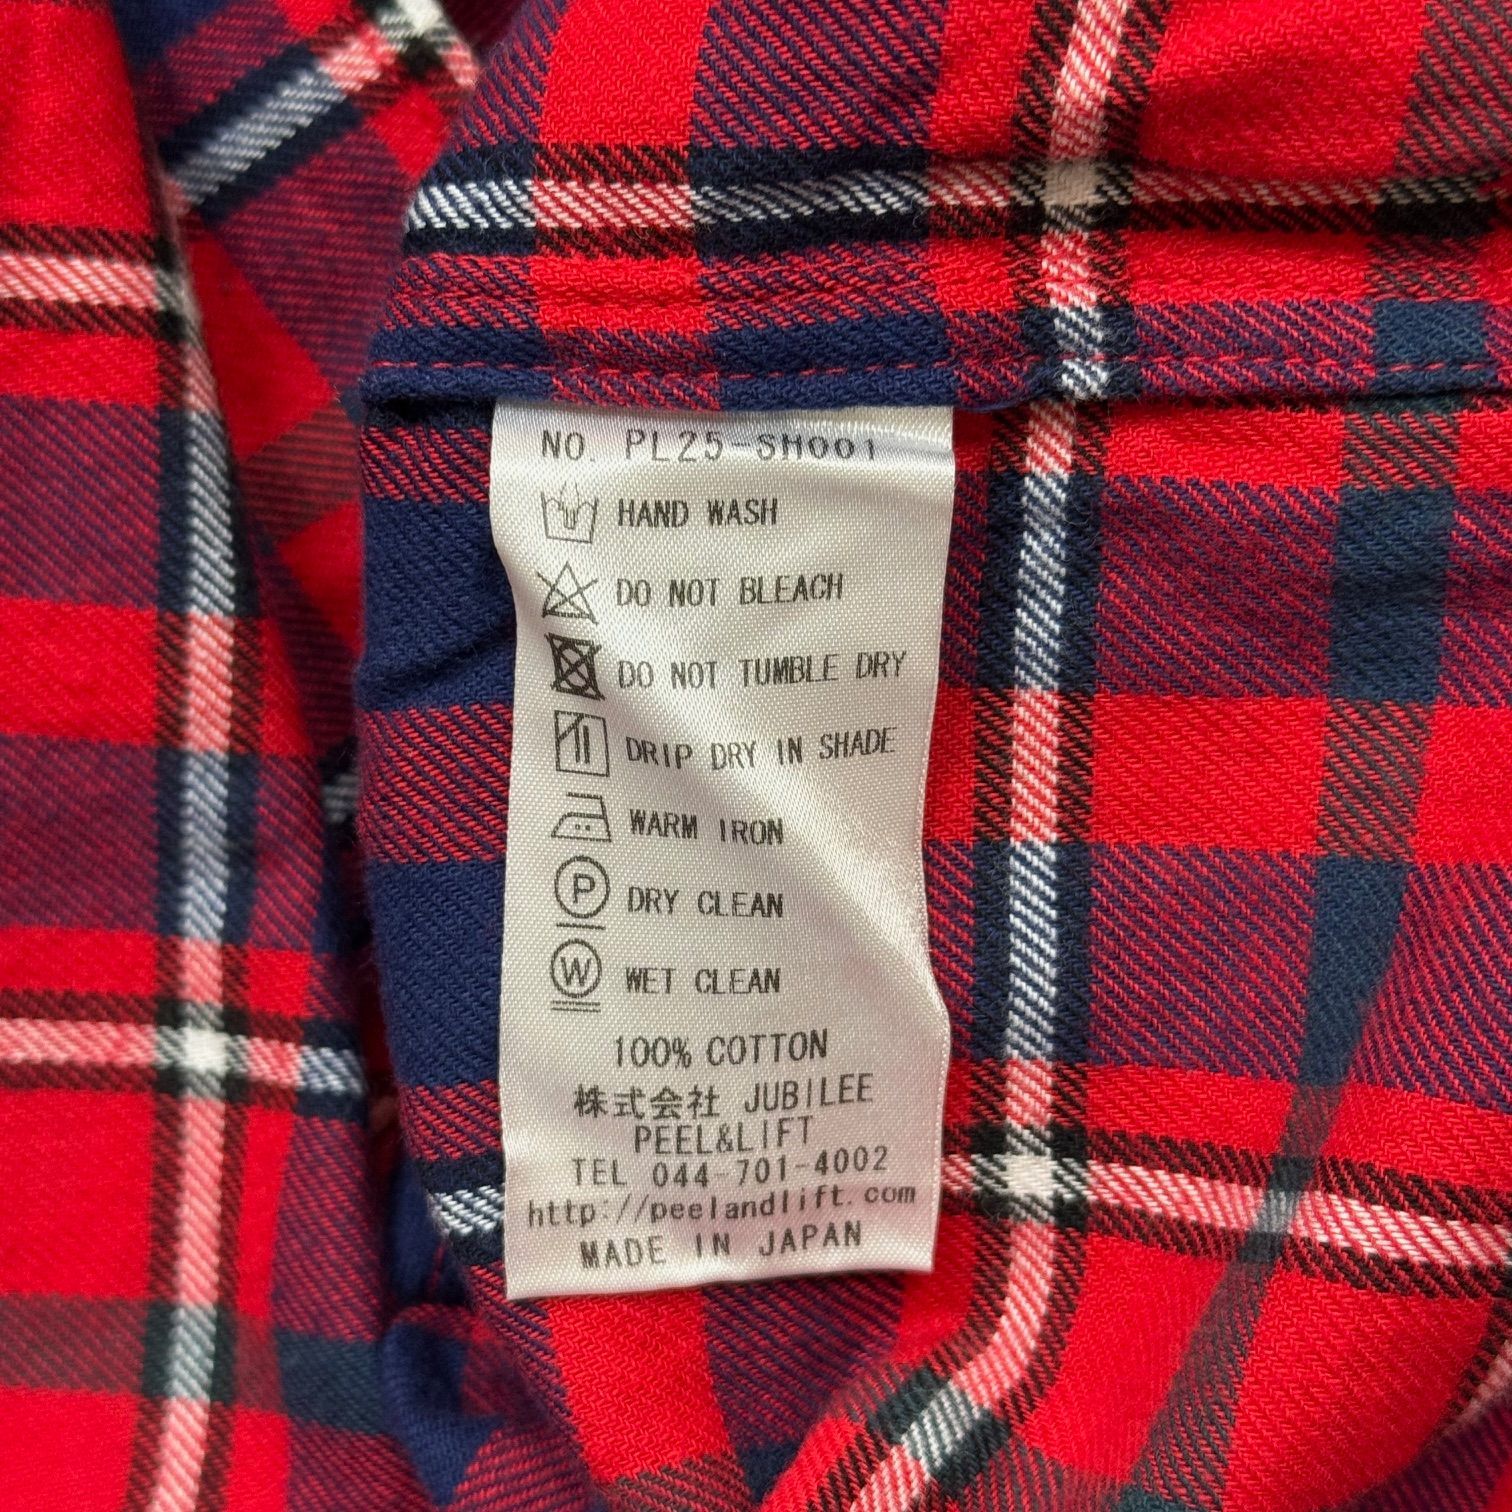 NO. PL25-SH001
HAND WASH
DO NOT BLEACH
DO NOT TUMBLE DRY
DRIP DRY IN SHADE
WARM IRON
P DRY CLEAN
W WET CLEAN
100% COTTON
株式会社 JUBILEE
PEEL&LIFT
TEL 044-701-4002
http://peelandlift.com
MADE IN JAPAN